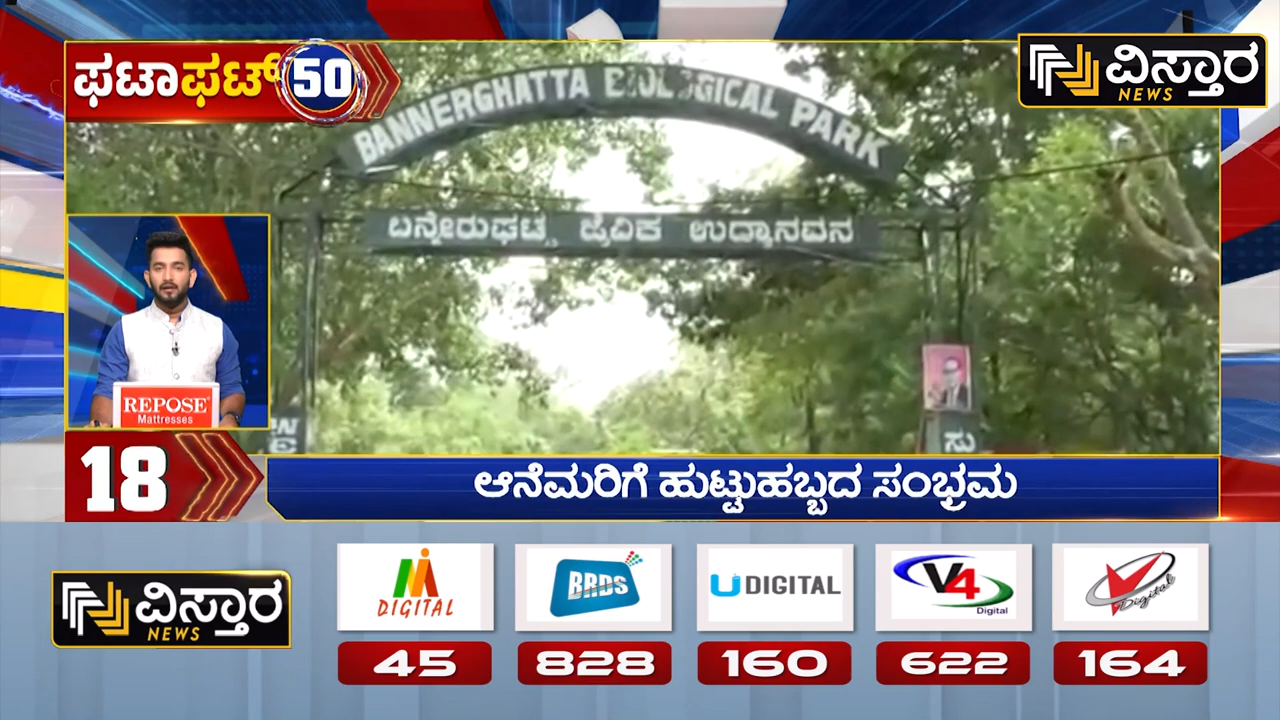 ಫಟಾಫಟ್ 50
ವಿಸ್ತಾರ
NEWS
BANNERGHATTA BIOLOGICAL PARK
ಬನ್ನೇರುಘಟ್ಟ ಜೈವಿಕ ಉದ್ಯಾನವನ
REPOSE
Mattresses
ಸು
18
ಆನೆಮರಿಗೆ ಹುಟ್ಟುಹಬ್ಬದ ಸಂಭ್ರಮ
ವಿಸ್ತಾರ
NEWS
M DIGITAL
BRDS
U DIGITAL
V4 Digital
V Digital
45
828
160
622
164